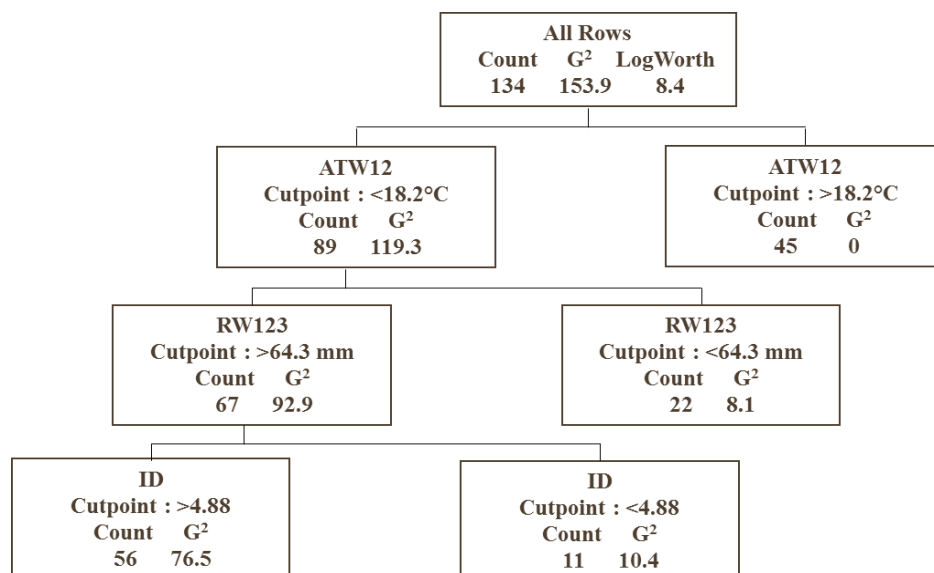 All Rows
Count G² LogWorth
134 153.9 8.4
ATW12
Cutpoint : <18.2°C
Count G²
89 119.3
ATW12
Cutpoint : >18.2°C
Count G²
45 0
RW123
Cutpoint : >64.3 mm
Count G²
67 92.9
RW123
Cutpoint : <64.3 mm
Count G²
22 8.1
ID
Cutpoint : >4.88
Count G²
56 76.5
ID
Cutpoint : <4.88
Count G²
11 10.4